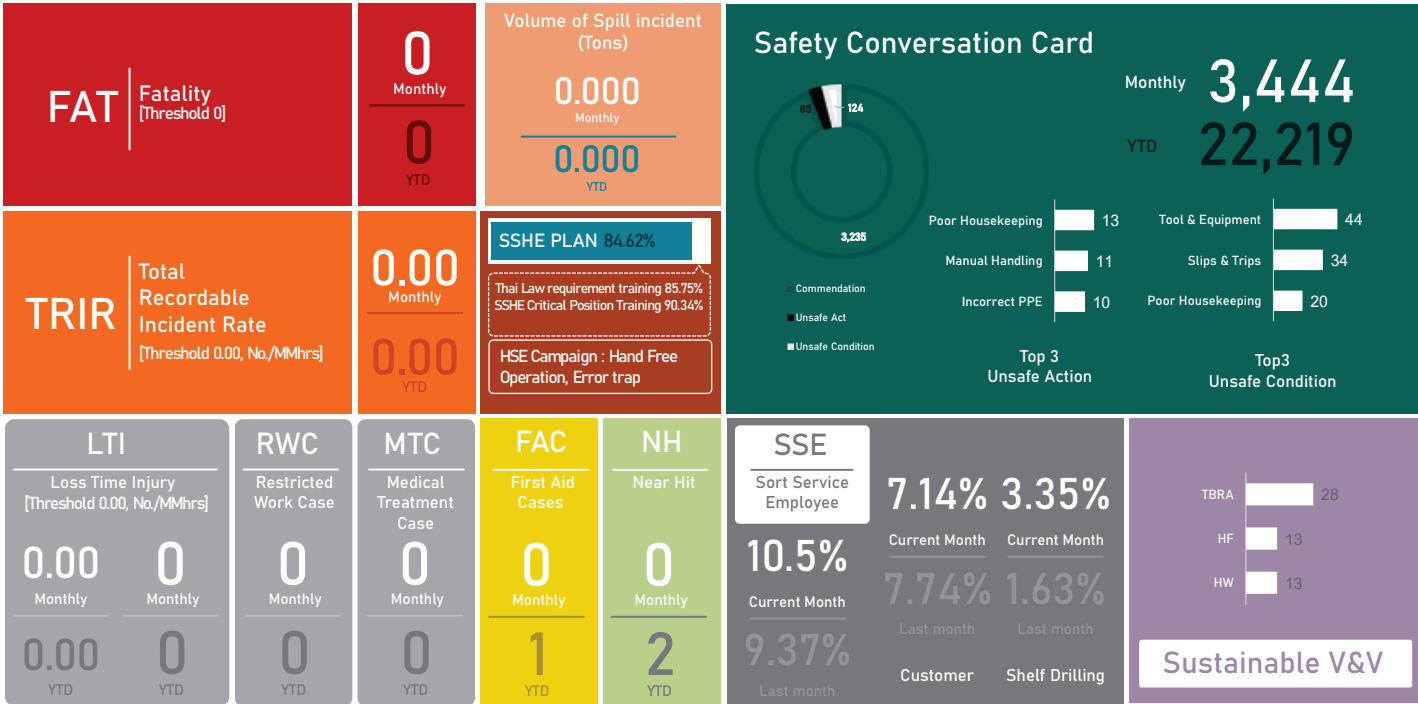 FAT
Fatality
[Threshold 0]
0
Monthly
0
YTD
Volume of Spill incident
(Tons)
0.000
Monthly
0.000
YTD
Safety Conversation Card
Monthly 3,444
YTD 22,219
85
124
3,235
Commendation
Unsafe Act
Unsafe Condition
Poor Housekeeping 13
Manual Handling 11
Incorrect PPE 10
Top 3
Unsafe Action
Tool & Equipment 44
Slips & Trips 34
Poor Housekeeping 20
Top3
Unsafe Condition
TRIR
Total
Recordable
Incident Rate
[Threshold 0.00, No./MMhrs]
0.00
Monthly
0.00
YTD
SSHE PLAN 84.62%
Thai Law requirement training 85.75%
SSHE Critical Position Training 90.34%
HSE Campaign : Hand Free
Operation, Error trap
LTI
Loss Time Injury
[Threshold 0.00, No./MMhrs]
0.00 0
Monthly Monthly
0.00 0
YTD YTD
RWC
Restricted
Work Case
0
Monthly
0
YTD
MTC
Medical
Treatment
Case
0
Monthly
0
YTD
FAC
First Aid
Cases
0
Monthly
1
YTD
NH
Near Hit
0
Monthly
2
YTD
SSE
Sort Service
Employee
10.5%
Current Month
9.37%
Last month
7.14%
Current Month
7.74%
Last month
Customer
3.35%
Current Month
1.63%
Last month
Shelf Drilling
TBRA 28
HF 13
HW 13
Sustainable V&V